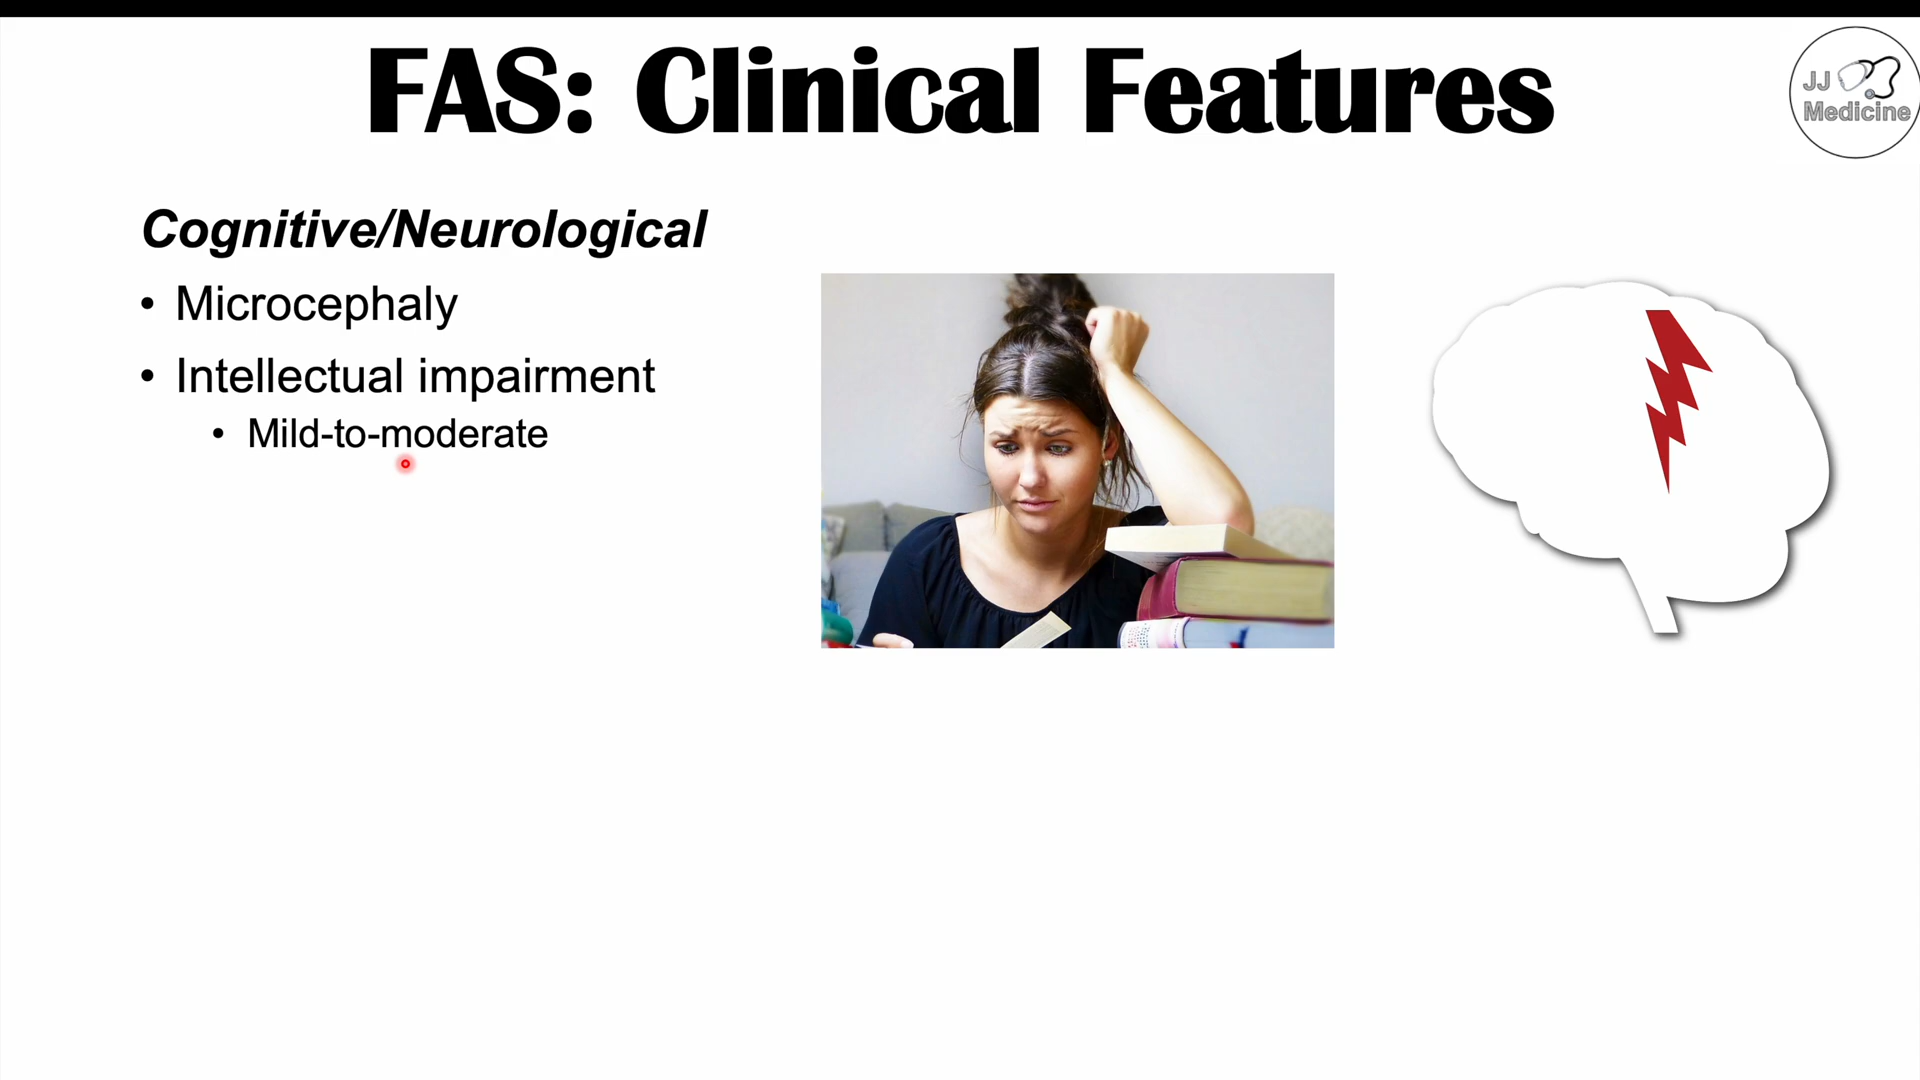 FAS: Clinical Features
JJ
Medicine
Cognitive/Neurological
• Microcephaly
• Intellectual impairment
• Mild-to-moderate